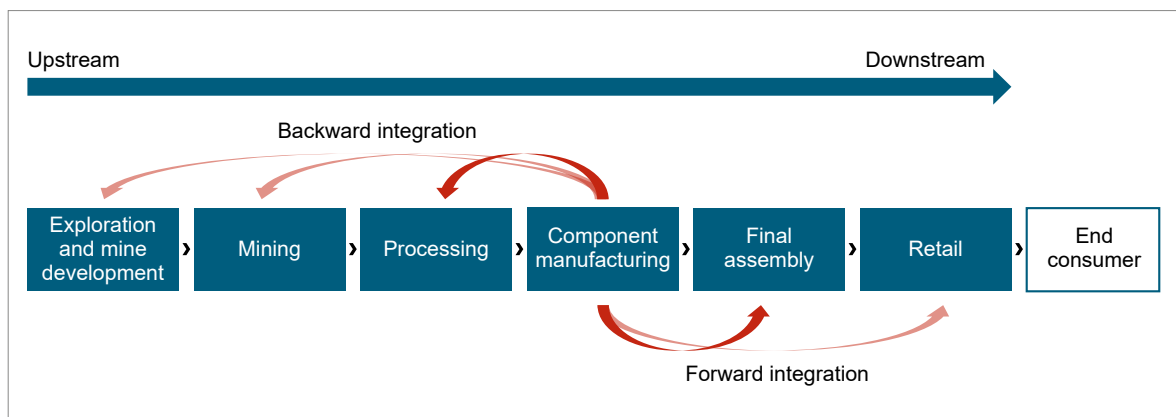 Upstream
Downstream
Backward integration
Exploration
and mine
development
Mining
Processing
Component
manufacturing
Final
assembly
Retail
End
consumer
Forward integration